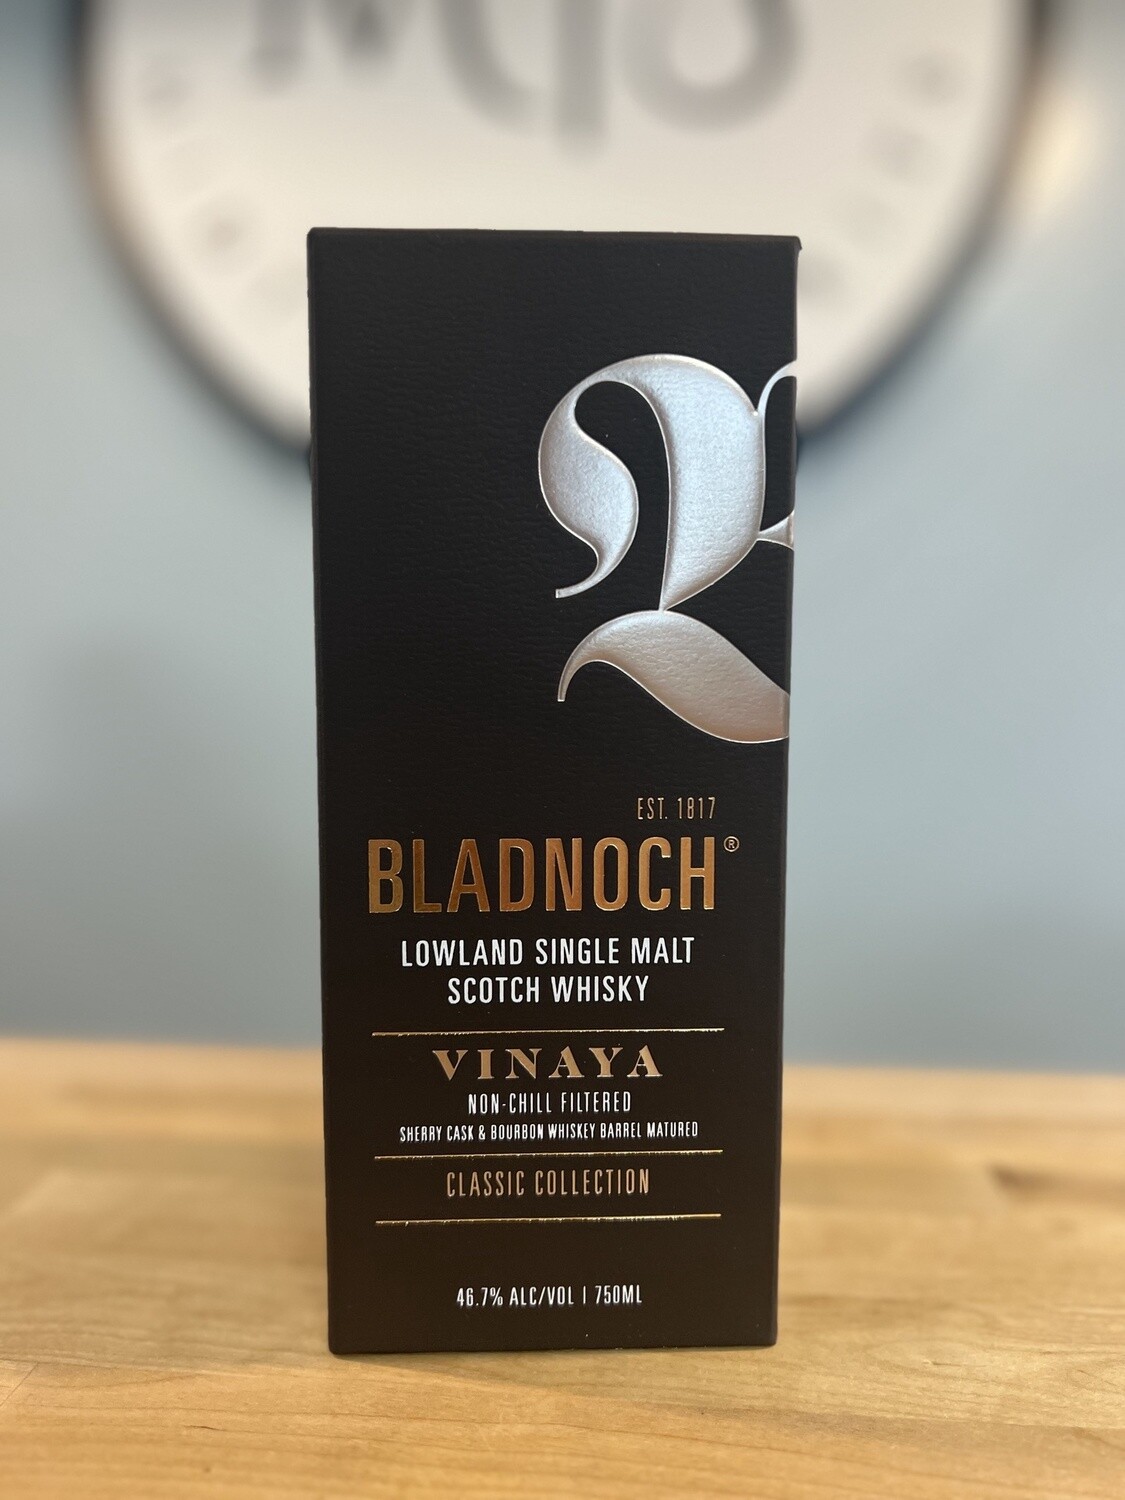 EST. 1817
BLADNOCH®
LOWLAND SINGLE MALT
SCOTCH WHISKY
VINAYA
NON-CHILL FILTERED
SHERRY CASK & BOURBON WHISKEY BARREL MATURED
CLASSIC COLLECTION
46.7% ALC/VOL | 750ML